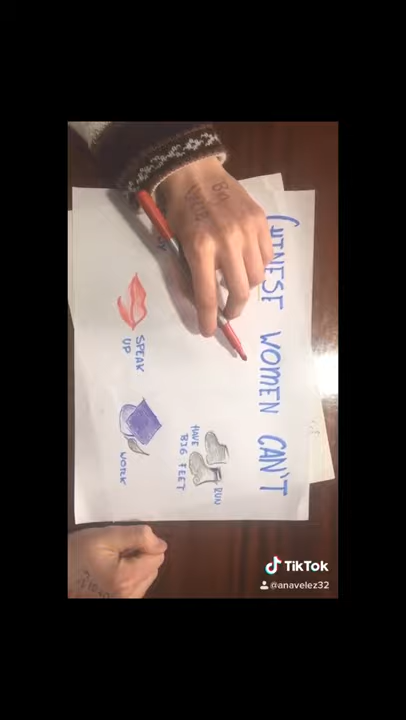 CHINESE WOMEN CAN'T
RUN
HAVE
BIG FEET
SPEAK
UP
WORK
TikTok
@anavelez32